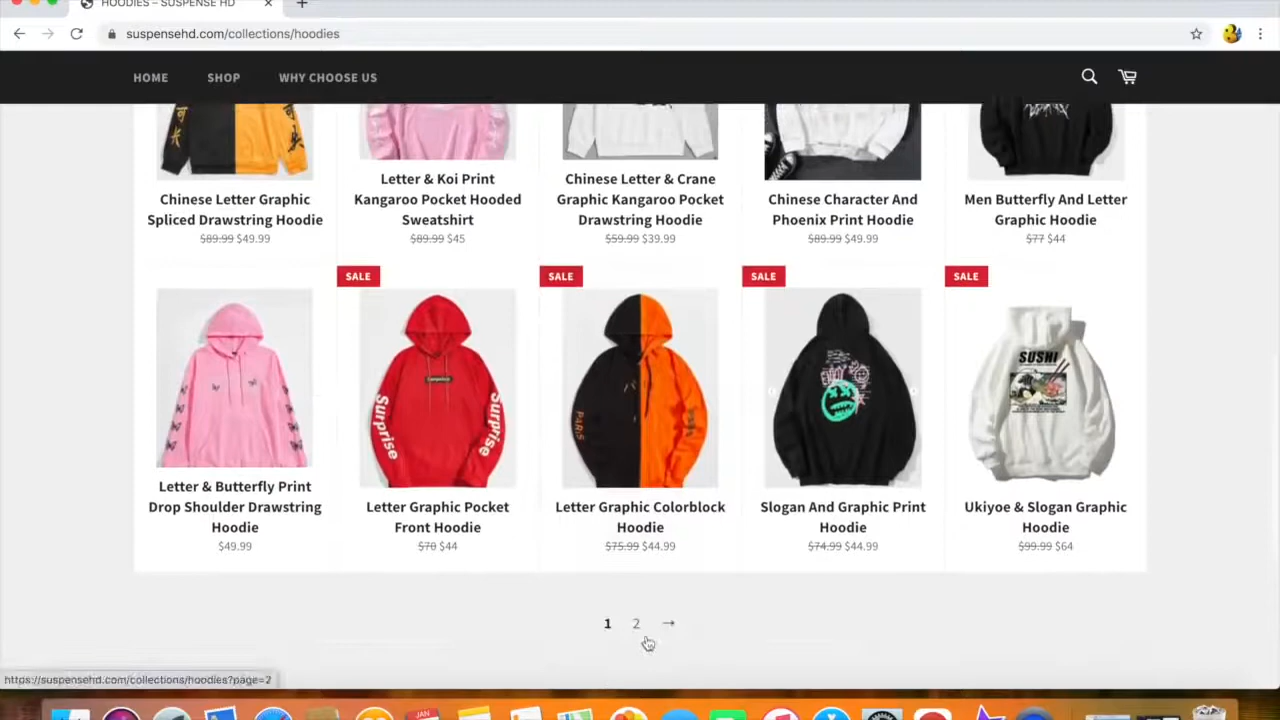 HOODIES – SUSPENSE HD
suspensehd.com/collections/hoodies
HOME SHOP WHY CHOOSE US
Chinese Letter Graphic
Spliced Drawstring Hoodie
$89.99 $49.99
Letter & Koi Print
Kangaroo Pocket Hooded
Sweatshirt
$89.99 $45
Chinese Letter & Crane
Graphic Kangaroo Pocket
Drawstring Hoodie
$59.99 $39.99
Chinese Character And
Phoenix Print Hoodie
$89.99 $49.99
Men Butterfly And Letter
Graphic Hoodie
$77 $44
Letter & Butterfly Print
Drop Shoulder Drawstring
Hoodie
$49.99
SALE
Surprise
Surprise
Letter Graphic Pocket
Front Hoodie
$70 $44
SALE
PARIS
Letter Graphic Colorblock
Hoodie
$75.99 $44.99
SALE
Slogan And Graphic Print
Hoodie
$74.99 $44.99
SALE
SUSHI
Ukiyoe & Slogan Graphic
Hoodie
$99.99 $64
1 2 →
https://suspensehd.com/collections/hoodies?page=2
JAN